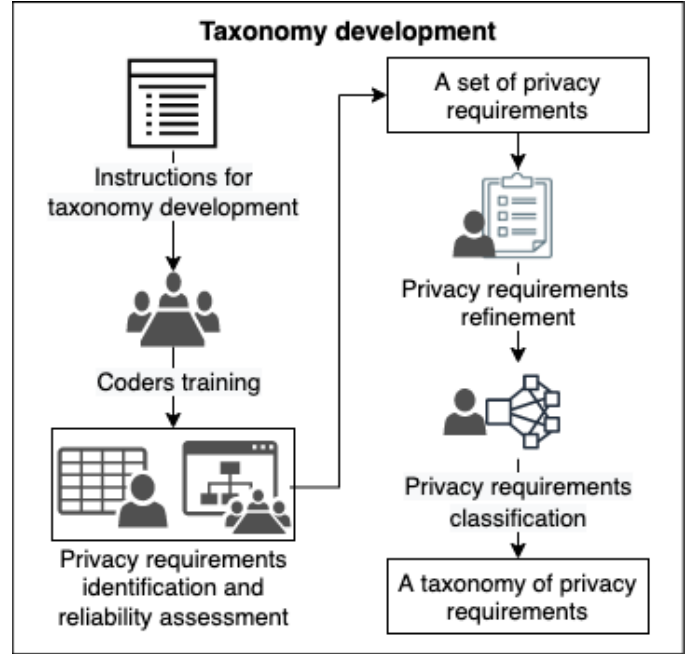 Taxonomy development
Instructions for
taxonomy development
Coders training
Privacy requirements
identification and
reliability assessment
A set of privacy
requirements
Privacy requirements
refinement
Privacy requirements
classification
A taxonomy of privacy
requirements